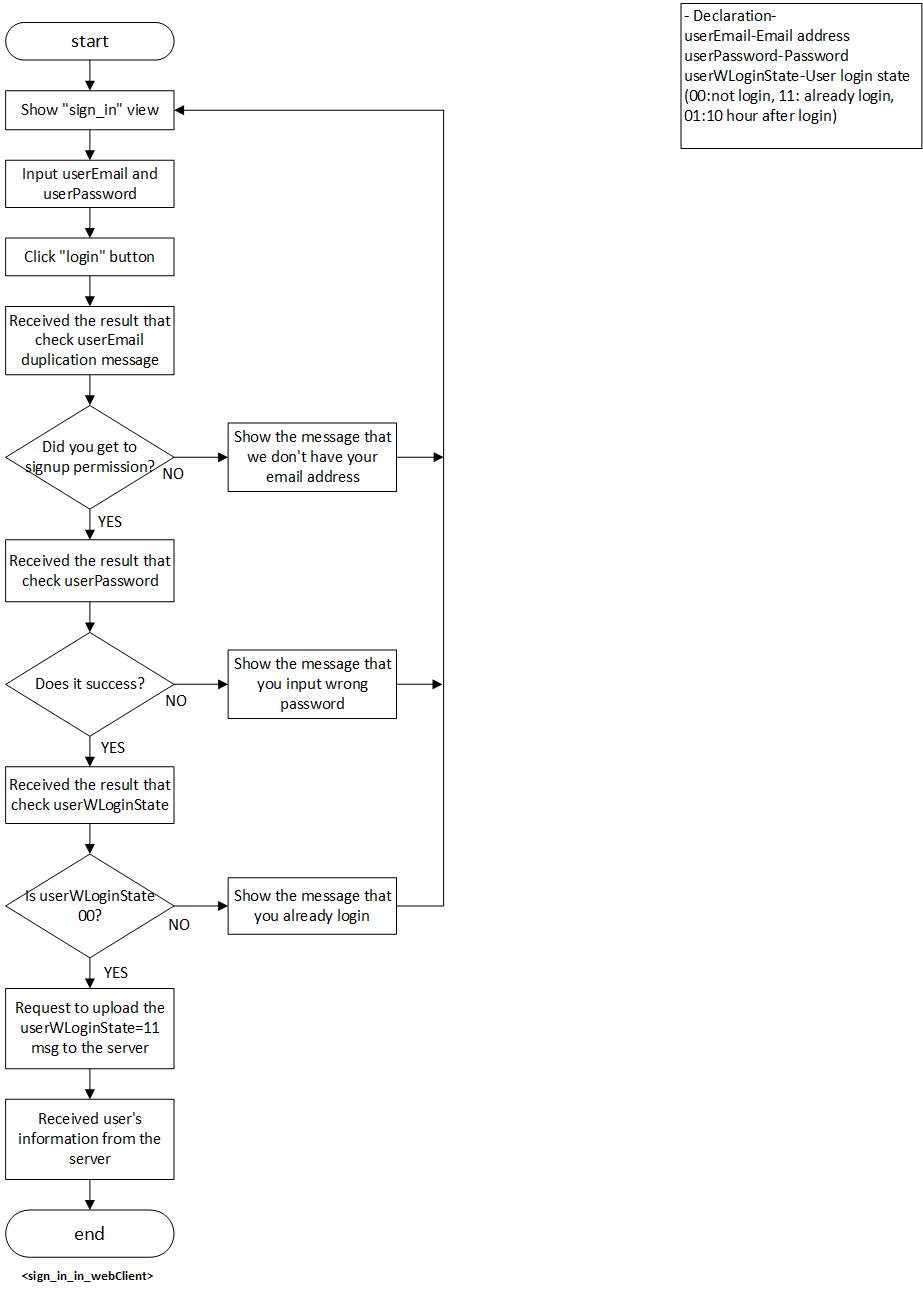 start
Show "sign_in" view
Input userEmail and
userPassword
Click "login" button
Received the result that
check userEmail
duplication message
Did you get to
signup permission?
NO
Show the message that
we don't have your
email address
YES
Received the result that
check userPassword
Does it success?
NO
Show the message that
you input wrong
password
YES
Received the result that
check userWLoginState
Is userWLoginState
00?
NO
Show the message that
you already login
YES
Request to upload the
userWLoginState=11
msg to the server
Received user's
information from the
server
end
<sign_in_in_webClient>
- Declaration-
userEmail-Email address
userPassword-Password
userWLoginState-User login state
(00:not login, 11: already login,
01:10 hour after login)